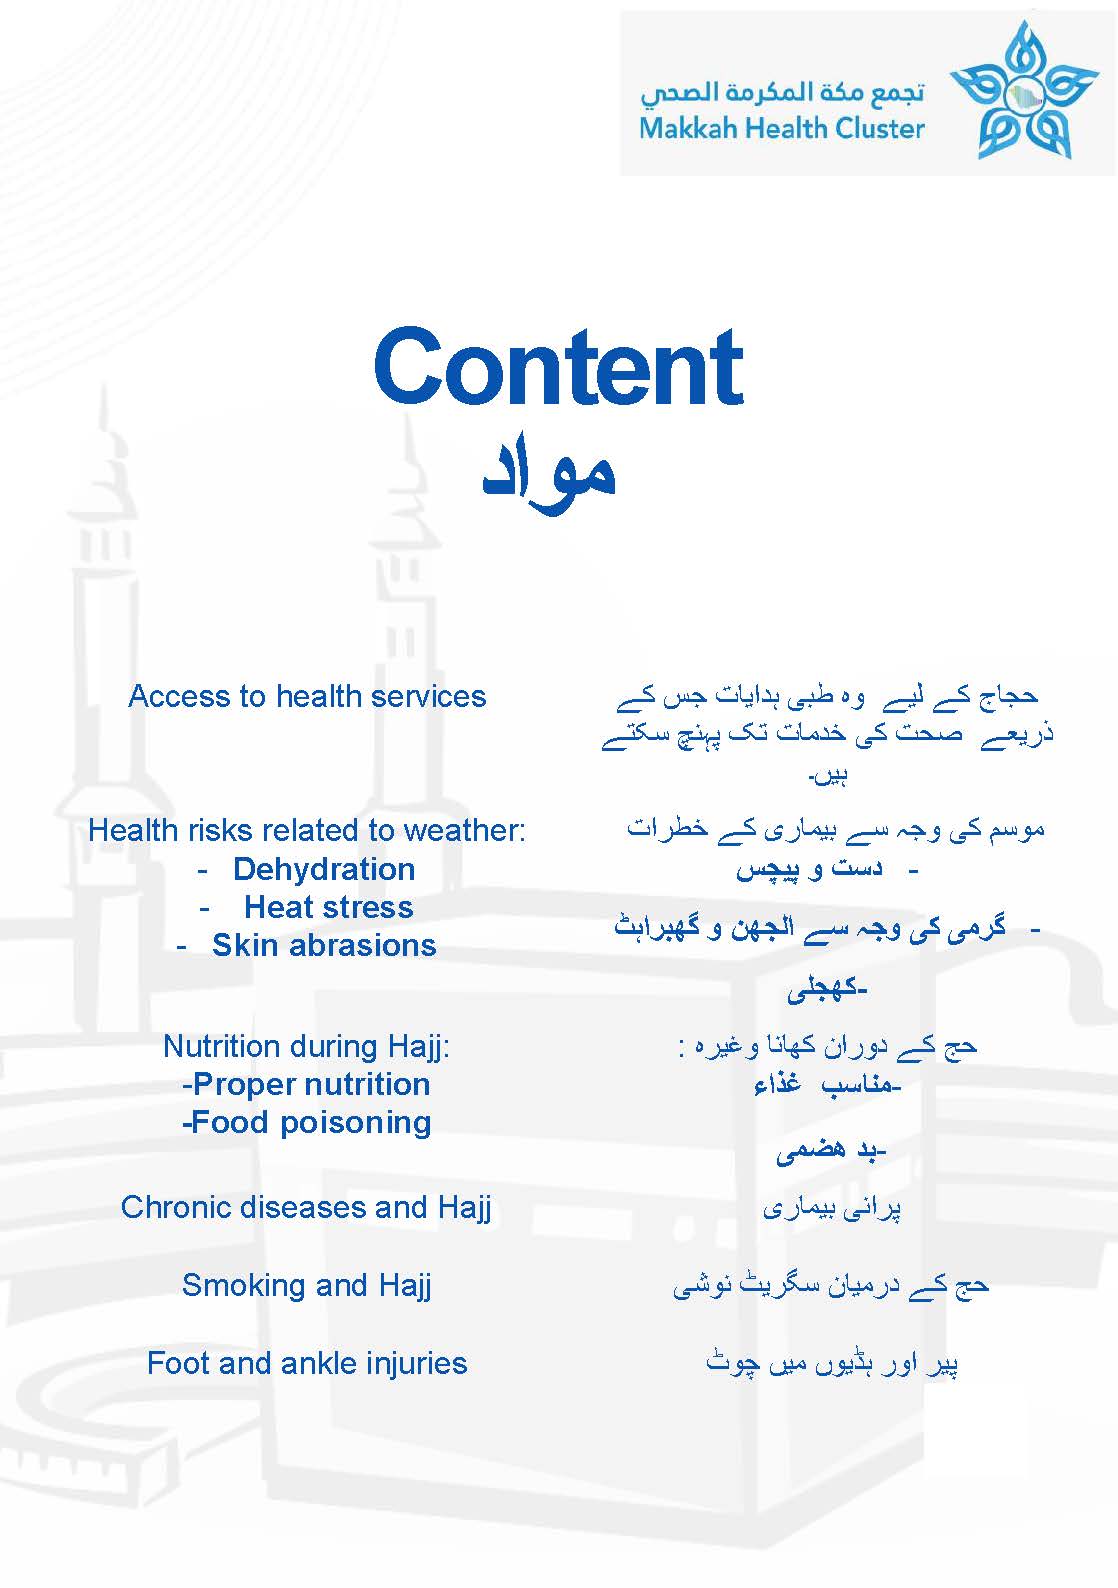 تجمع مكة المكرمة الصحي
Makkah Health Cluster
Content
مواد
Access to health services
حجاج کے لیے وہ طبی ہدایات جس کے
ذریعے صحت کی خدمات تک پہنچ سکتے
ہیں۔
Health risks related to weather:
- Dehydration
- Heat stress
- Skin abrasions
موسم کی وجہ سے بیماری کے خطرات
- دست و پیچس
- گرمی کی وجہ سے الجھن و گھبراہٹ
-کھجلی
Nutrition during Hajj:
-Proper nutrition
-Food poisoning
حج کے دوران کھانا وغیرہ :
-مناسب غذاء
-بد هضمی
Chronic diseases and Hajj
پرانی بیماری
Smoking and Hajj
حج کے درمیان سگریٹ نوشی
Foot and ankle injuries
پیر اور ہڈیوں میں چوٹ